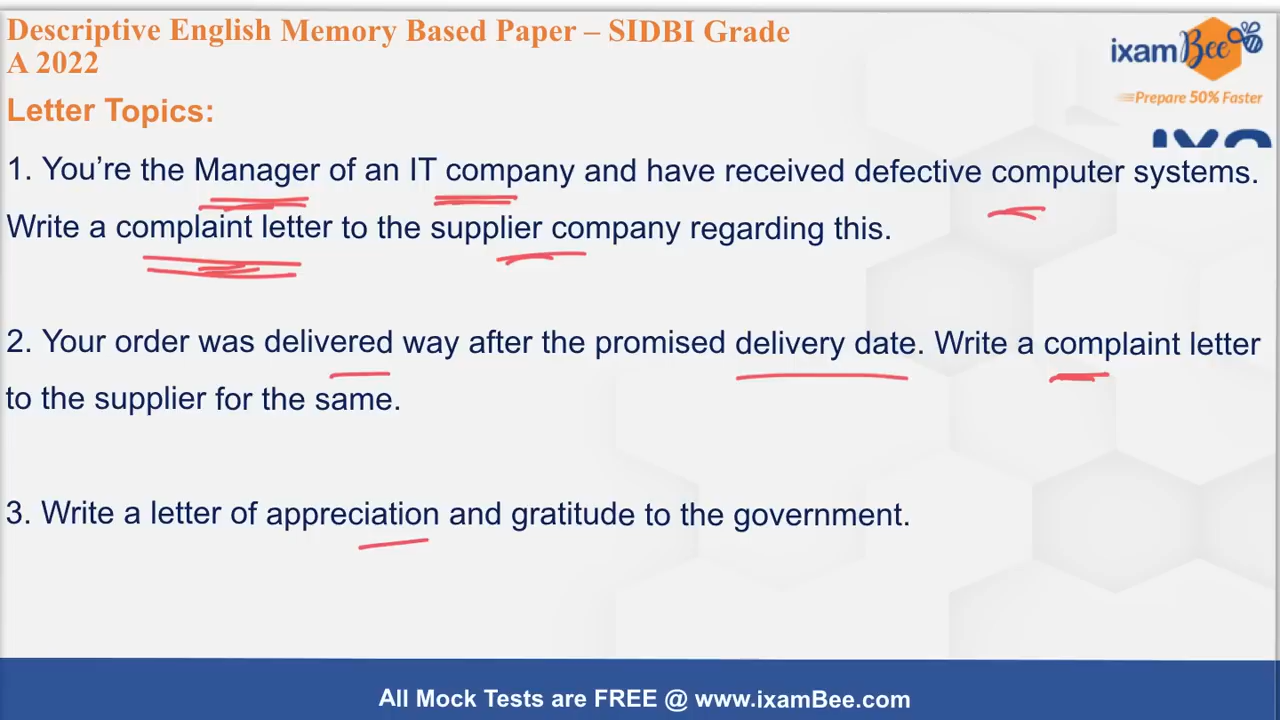 Descriptive English Memory Based Paper – SIDBI Grade
A 2022
ixamBee
Prepare 50% Faster
Letter Topics:
1. You’re the Manager of an IT company and have received defective computer systems.
Write a complaint letter to the supplier company regarding this.
2. Your order was delivered way after the promised delivery date. Write a complaint letter
to the supplier for the same.
3. Write a letter of appreciation and gratitude to the government.
All Mock Tests are FREE @ www.ixamBee.com